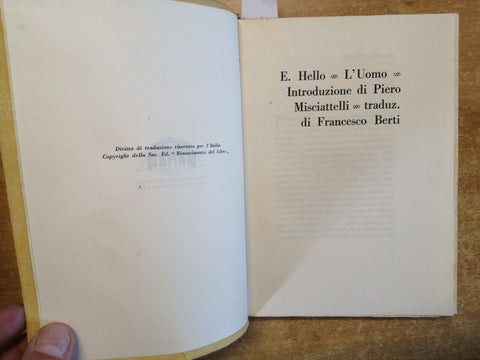 Diritto di traduzione riservato per l'Italia
Copyright della Soc. Ed. "Rinascimento del Libro„
E. Hello ∽ L'Uomo ∽
Introduzione di Piero
Misciattelli ∽ traduz.
di Francesco Berti